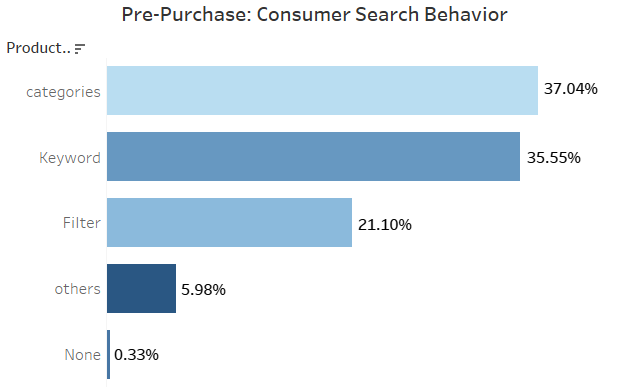 Pre-Purchase: Consumer Search Behavior
Product..
categories 37.04%
Keyword 35.55%
Filter 21.10%
others 5.98%
None 0.33%